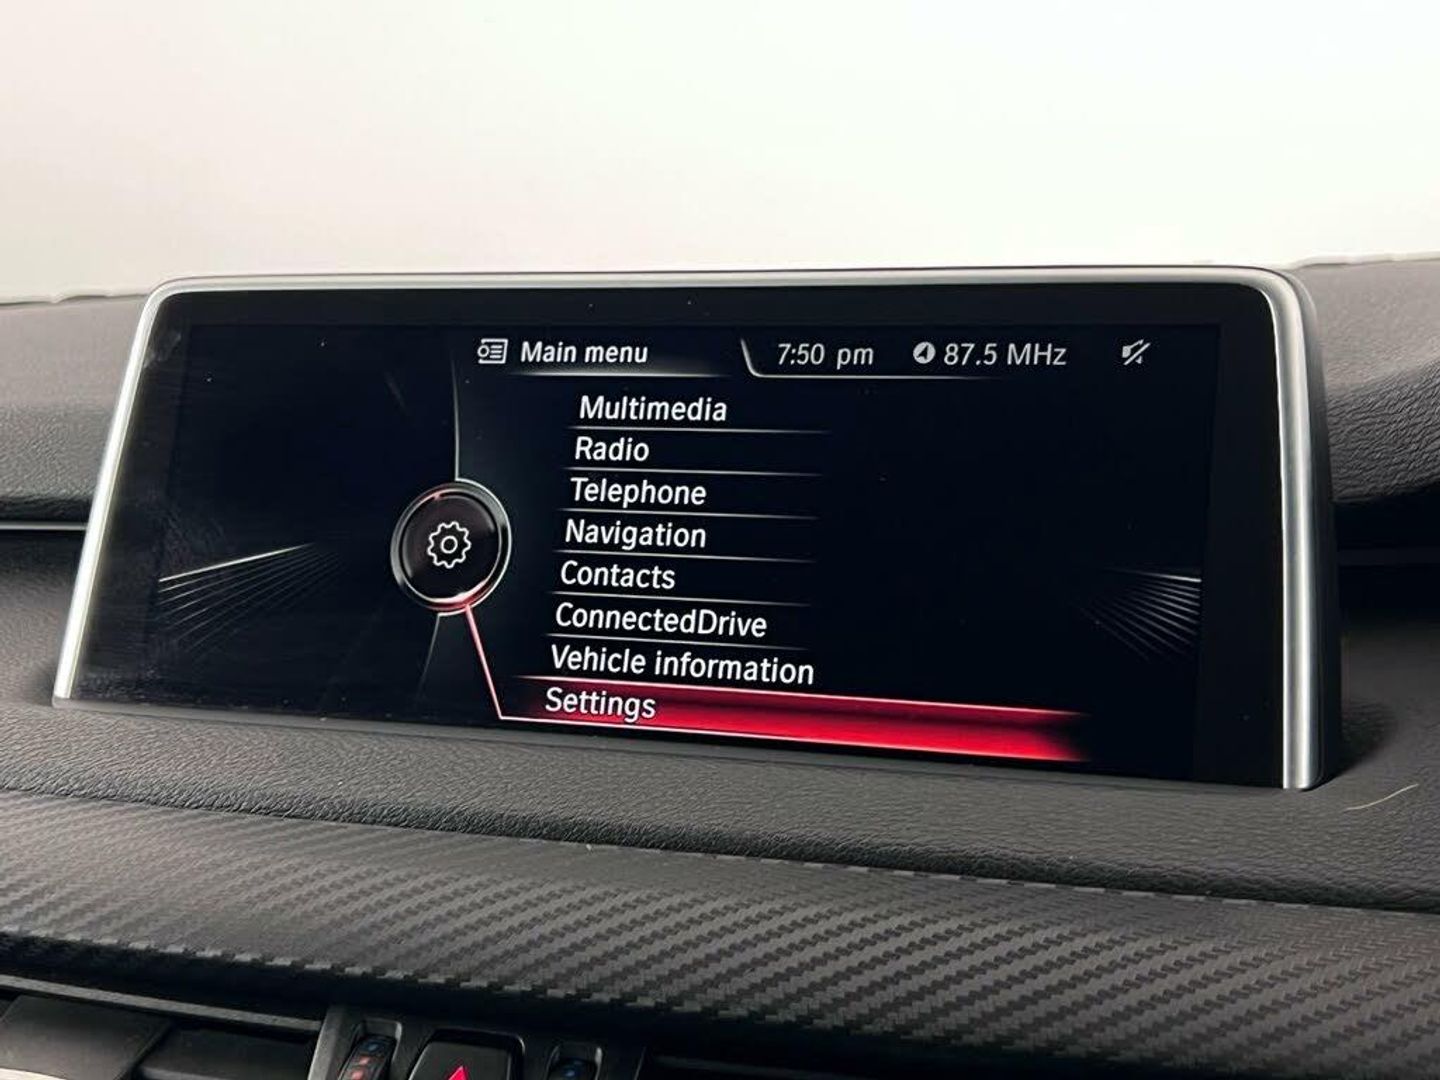 Main menu
7:50 pm
87.5 MHz
Multimedia
Radio
Telephone
Navigation
Contacts
ConnectedDrive
Vehicle information
Settings